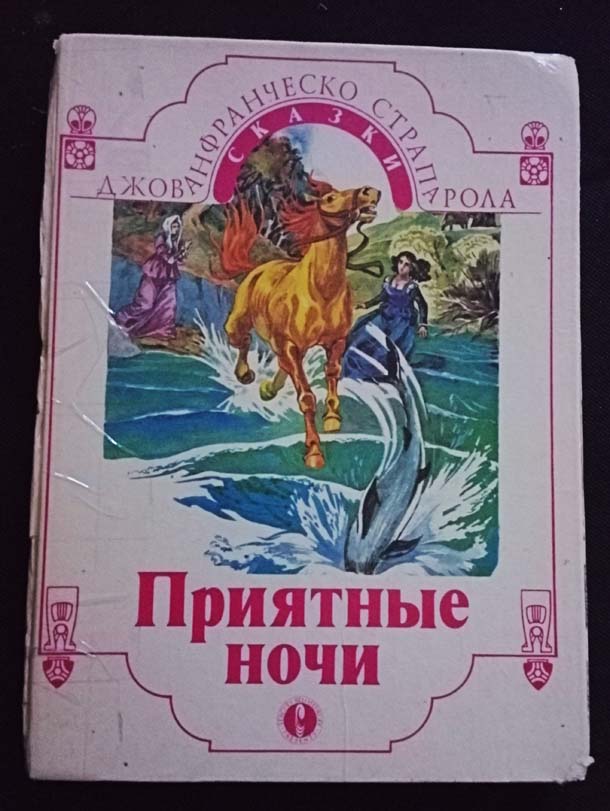 ДЖОВАНФРАНЧЕСКО СТРАПАРОЛА
СКАЗКИ
Приятные
ночи